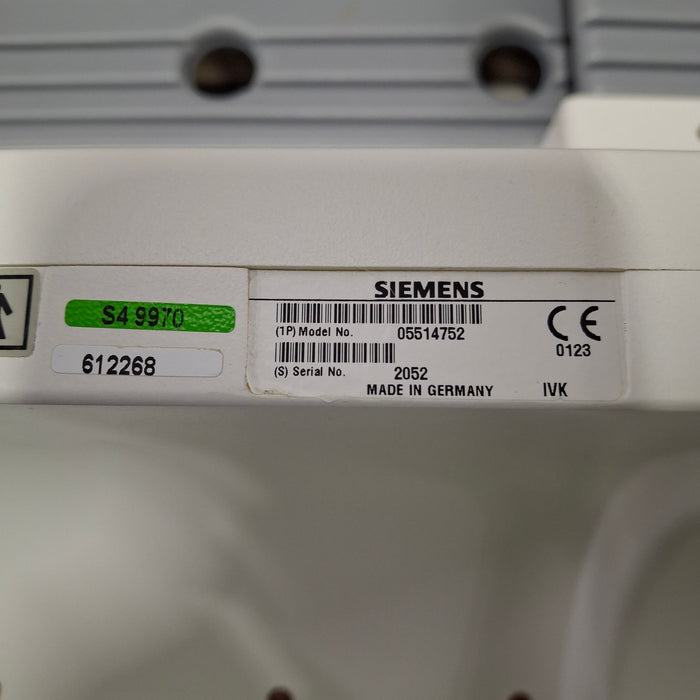 S4 9970
612268
SIEMENS
(1P) Model No. 05514752
CE
0123
(S) Serial No. 2052
MADE IN GERMANY IVK